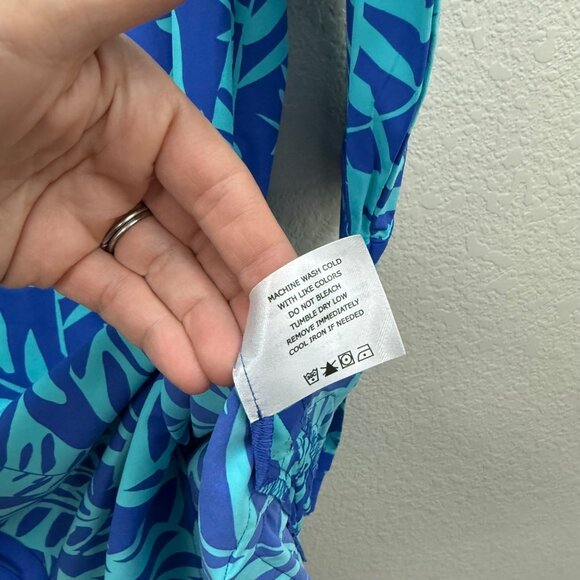 MACHINE WASH COLD
WITH LIKE COLORS
DO NOT BLEACH
TUMBLE DRY LOW
REMOVE IMMEDIATELY
COOL IRON IF NEEDED